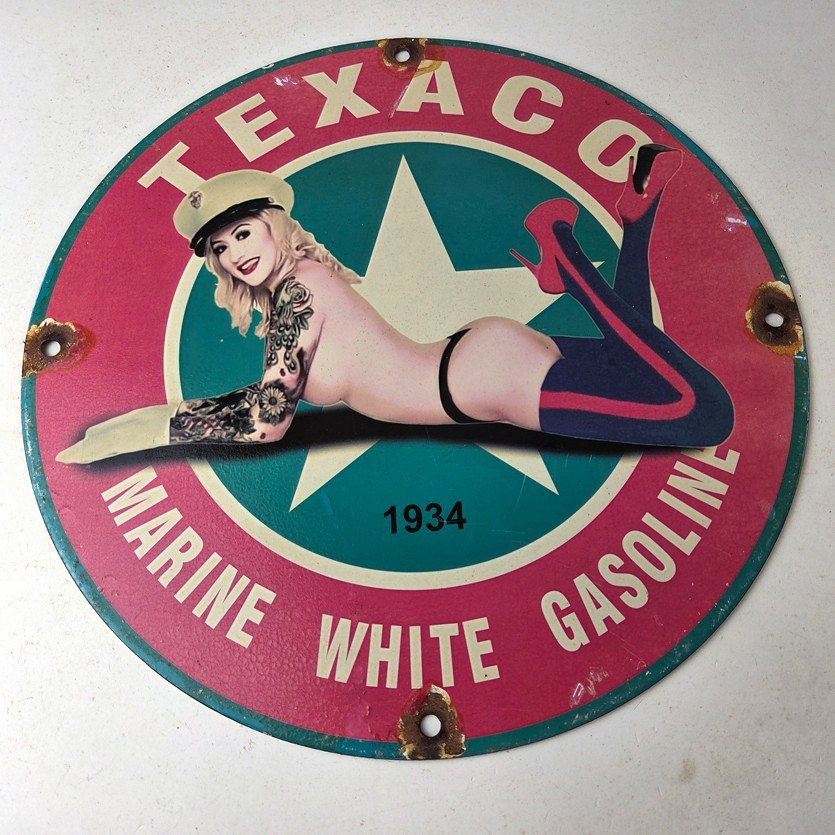 TEXACO
1934
MARINE WHITE GASOLINE